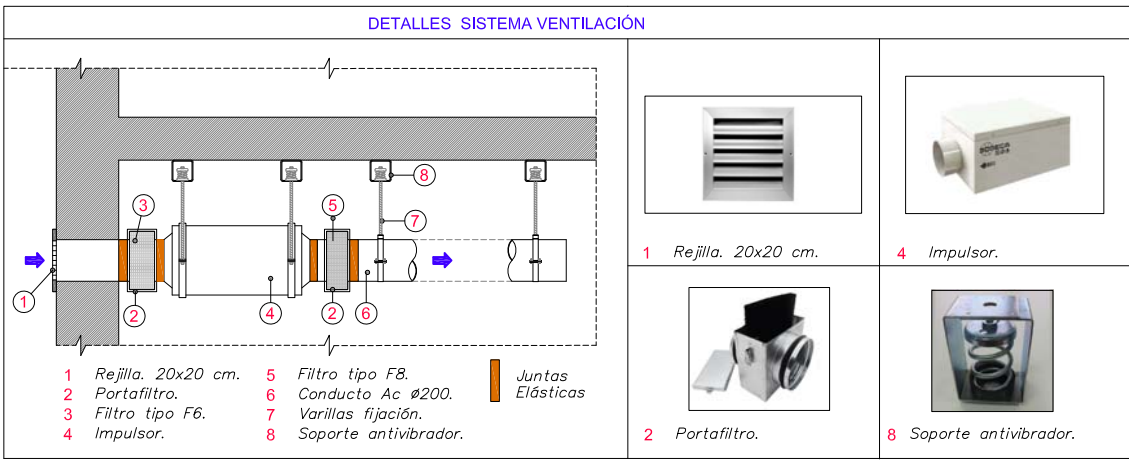 DETALLES SISTEMA VENTILACIÓN
8
3
5
7
1
2
4
2
6
1 Rejilla. 20x20 cm.
2 Portafiltro.
3 Filtro tipo F6.
4 Impulsor.
5 Filtro tipo F8.
6 Conducto Ac ø200.
7 Varillas fijación.
8 Soporte antivibrador.
Juntas
Elásticas
1 Rejilla. 20x20 cm.
4 Impulsor.
2 Portafiltro.
8 Soporte antivibrador.